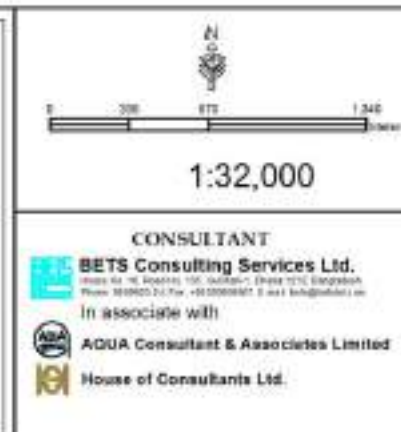 N
0
670
1,340
1:32,000
CONSULTANT
BETS Consulting Services Ltd.
In associate with
AQUA Consultant & Associates Limited
House of Consultants Ltd.